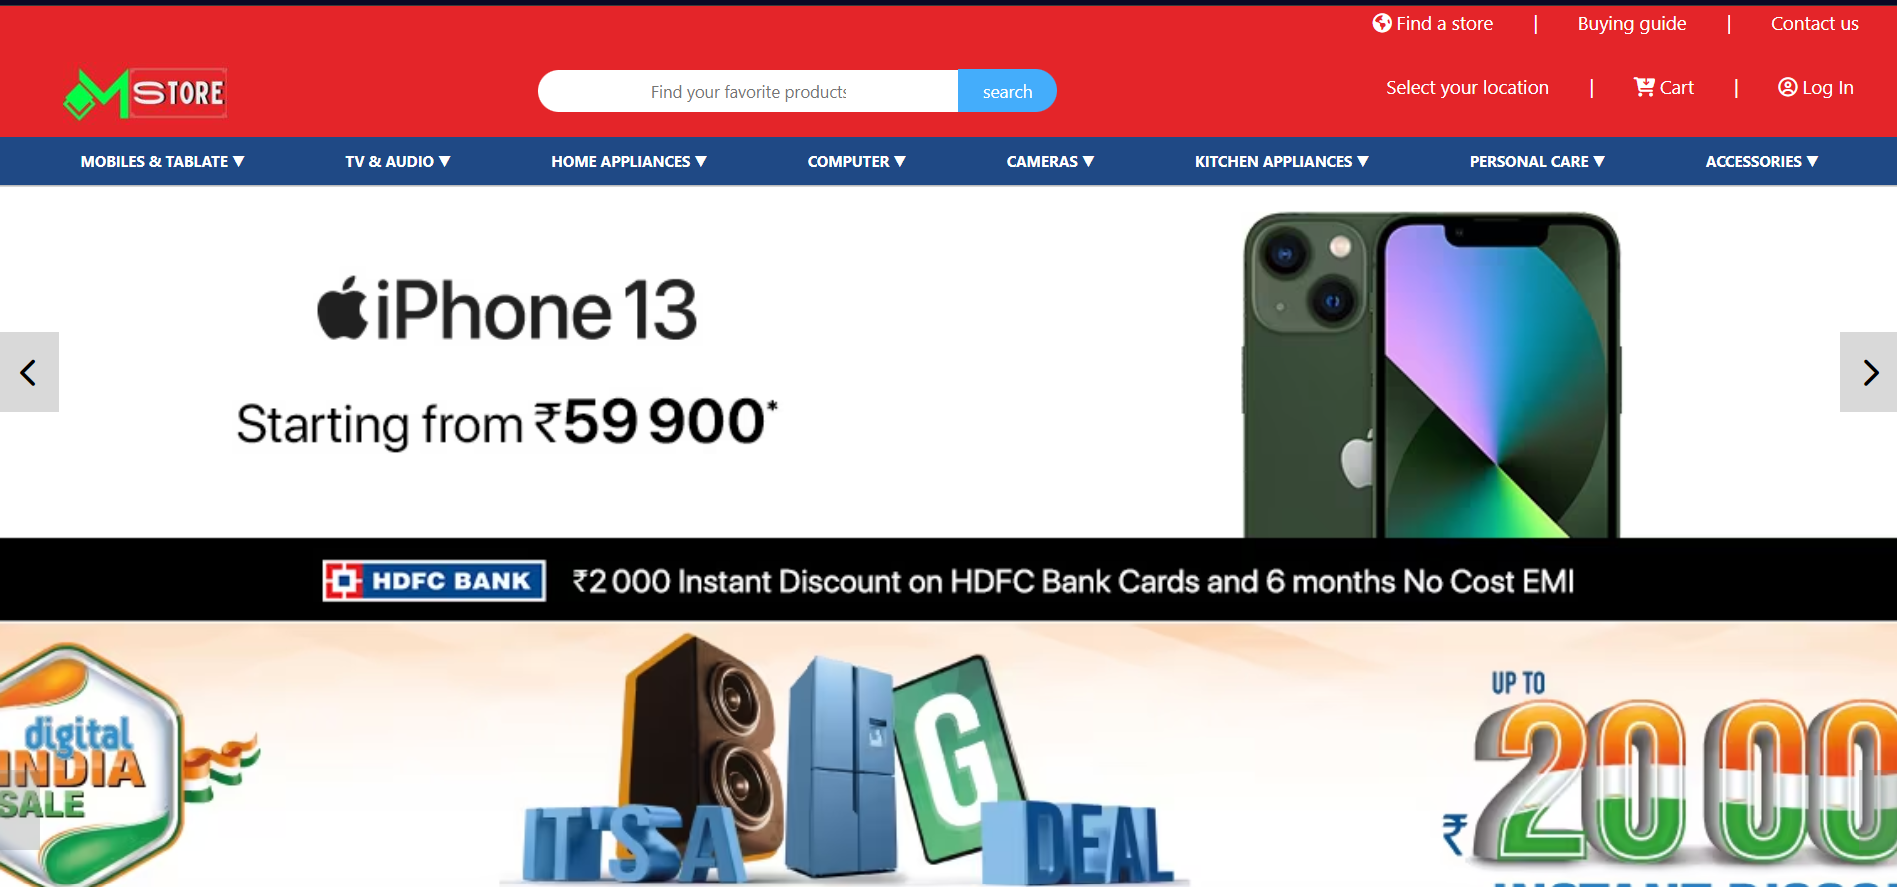 Find a store | Buying guide | Contact us
MSTORE
Find your favorite products
search
Select your location | Cart | Log In
MOBILES & TABLATE ▼ TV & AUDIO ▼ HOME APPLIANCES ▼ COMPUTER ▼ CAMERAS ▼ KITCHEN APPLIANCES ▼ PERSONAL CARE ▼ ACCESSORIES ▼
iPhone 13
Starting from ₹59 900*
HDFC BANK ₹2 000 Instant Discount on HDFC Bank Cards and 6 months No Cost EMI
digital
INDIA
SALE
IT'S A BIG DEAL
UP TO
₹2000